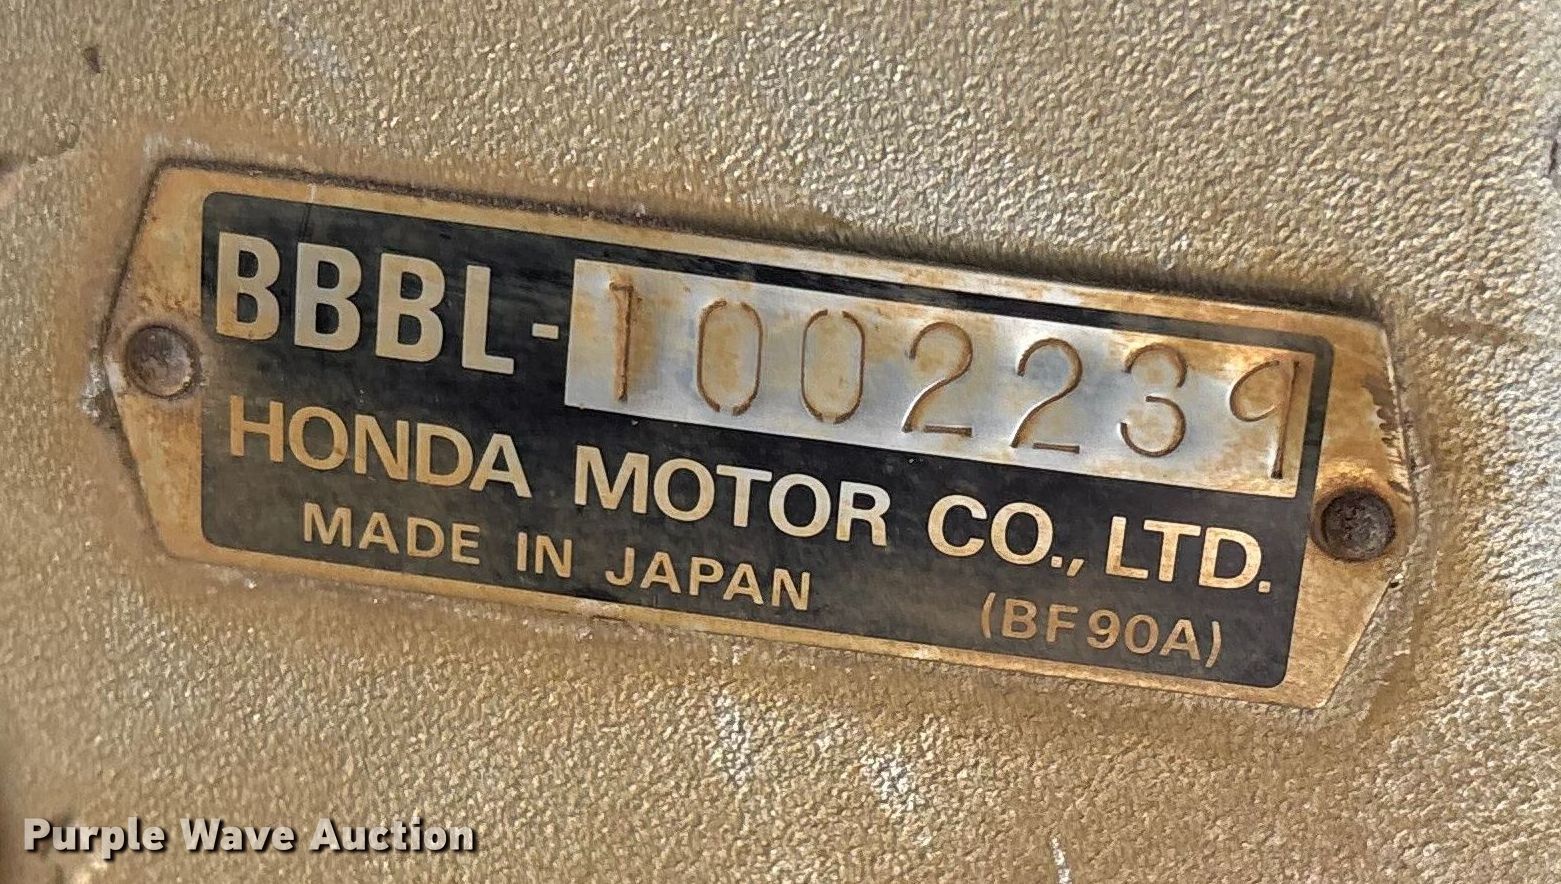 BBBL-1002239
HONDA MOTOR CO., LTD.
MADE IN JAPAN (BF90A)
Purple Wave Auction